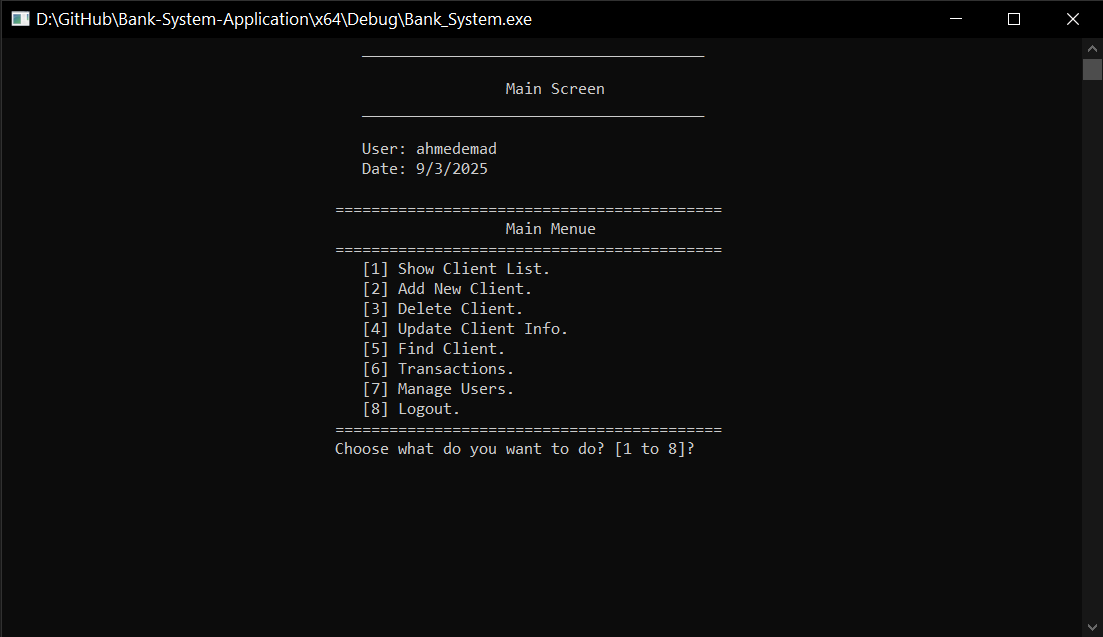 D:\GitHub\Bank-System-Application\x64\Debug\Bank_System.exe
______________________________________
Main Screen
______________________________________
User: ahmedemad
Date: 9/3/2025
===========================================
Main Menue
===========================================
[1] Show Client List.
[2] Add New Client.
[3] Delete Client.
[4] Update Client Info.
[5] Find Client.
[6] Transactions.
[7] Manage Users.
[8] Logout.
===========================================
Choose what do you want to do? [1 to 8]?